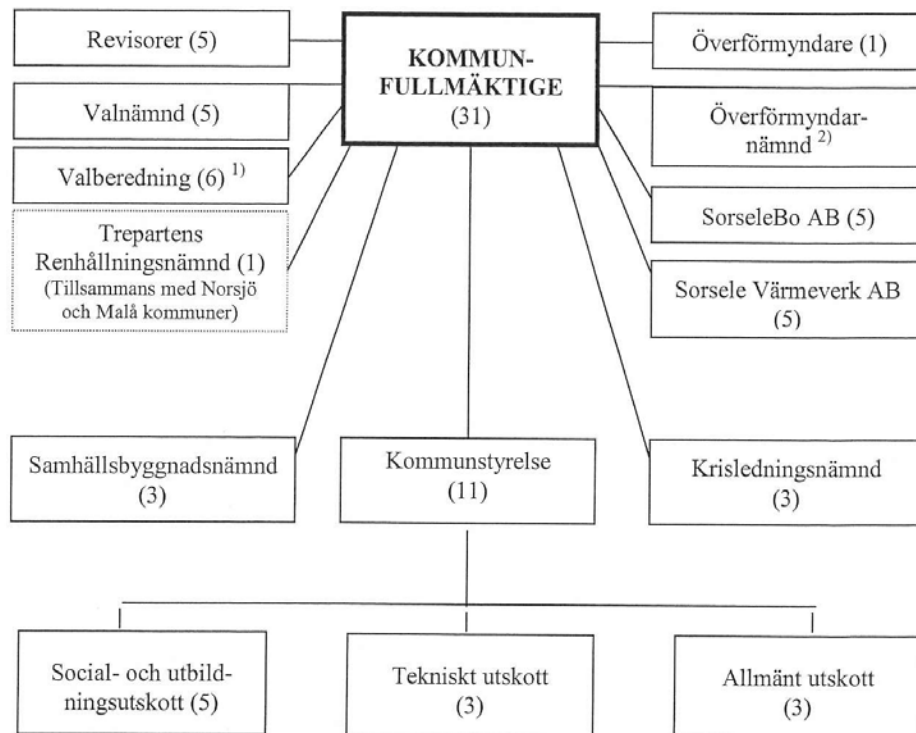 Revisorer (5)
Valnämnd (5)
Valberedning (6) 1)
Trepartens
Renhållningsnämnd (1)
(Tillsammans med Norsjö
och Malå kommuner)
KOMMUN-
FULLMÄKTIGE
(31)
Överförmyndare (1)
Överförmyndar-
nämnd 2)
SorseleBo AB (5)
Sorsele Värmeverk AB
(5)
Samhällsbyggnadsnämnd
(3)
Kommunstyrelse
(11)
Krisledningsnämnd
(3)
Social- och utbild-
ningsutskott (5)
Tekniskt utskott
(3)
Allmänt utskott
(3)